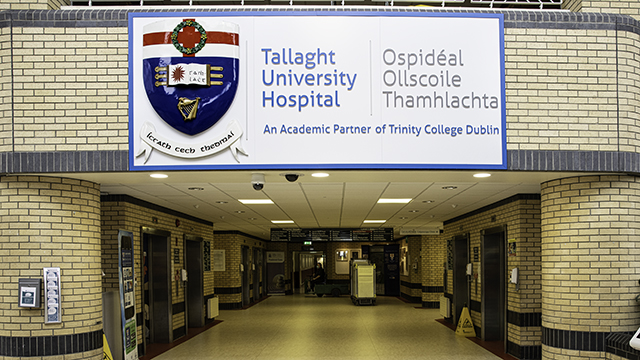 Tallaght
University
Hospital
Ospidéal
Ollscoile
Thamhlachta
An Academic Partner of Trinity College Dublin